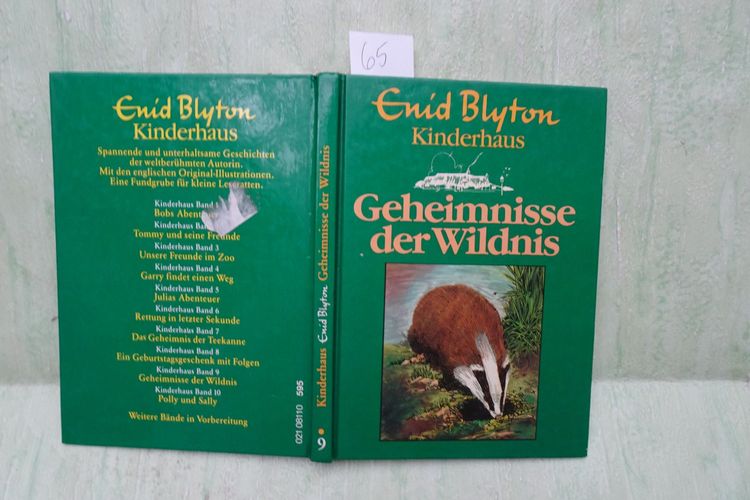 65
Enid Blyton
Kinderhaus
Spannende und unterhaltsame Geschichten
der weltberühmten Autorin.
Mit den englischen Original-Illustrationen.
Eine Fundgrube für kleine Leseratten.
Kinderhaus Band 1
Bobs Abenteuer
Kinderhaus Band
Tommy und seine Freunde
Kinderhaus Band 3
Unsere Freunde im Zoo
Kinderhaus Band 4
Garry findet einen Weg
Kinderhaus Band 5
Julias Abenteuer
Kinderhaus Band 6
Rettung in letzter Sekunde
Kinderhaus Band 7
Das Geheimnis der Teekanne
Kinderhaus Band 8
Ein Geburtstagsgeschenk mit Folgen
Kinderhaus Band 9
Geheimnisse der Wildnis
Kinderhaus Band 10
Polly und Sally
Weitere Bände in Vorbereitung
021 08110 595
9 • Kinderhaus Enid Blyton Geheimnisse der Wildnis
Enid Blyton
Kinderhaus
Geheimnisse
der Wildnis